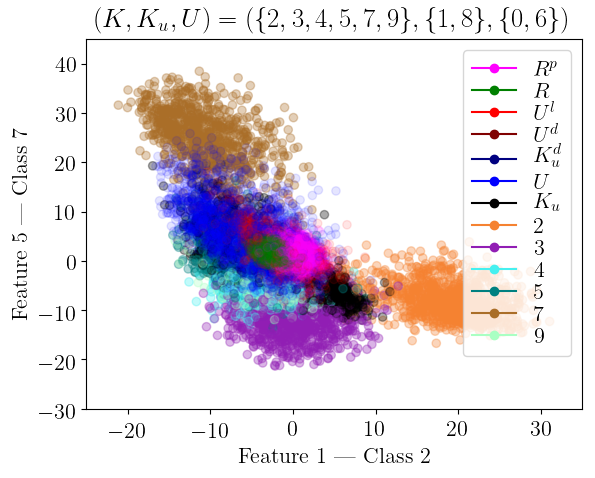 (K, K_u, U) = ({2, 3, 4, 5, 7, 9}, {1, 8}, {0, 6})
40
30
20
10
0
−10
−20
−30
Feature 5 — Class 7
−20 −10 0 10 20 30
Feature 1 — Class 2
R^p
R
U^l
U^d
K_u^d
U
K_u
2
3
4
5
7
9